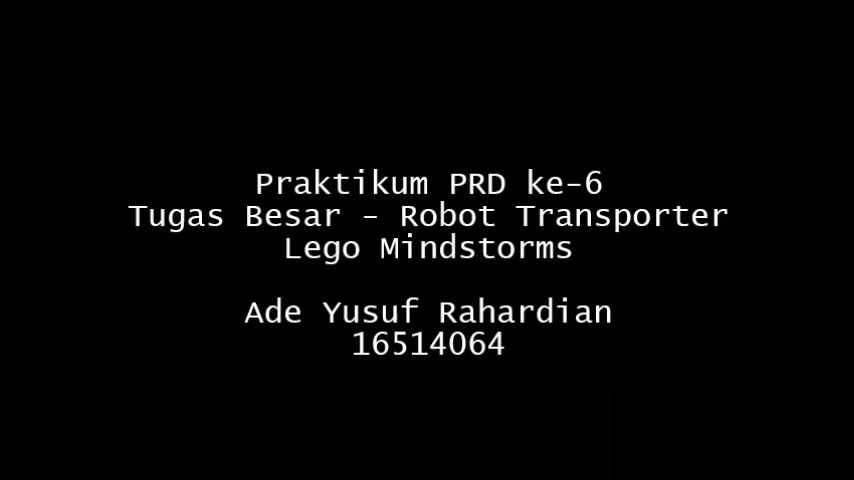 Praktikum PRD ke-6
Tugas Besar - Robot Transporter
Lego Mindstorms
Ade Yusuf Rahardian
16514064